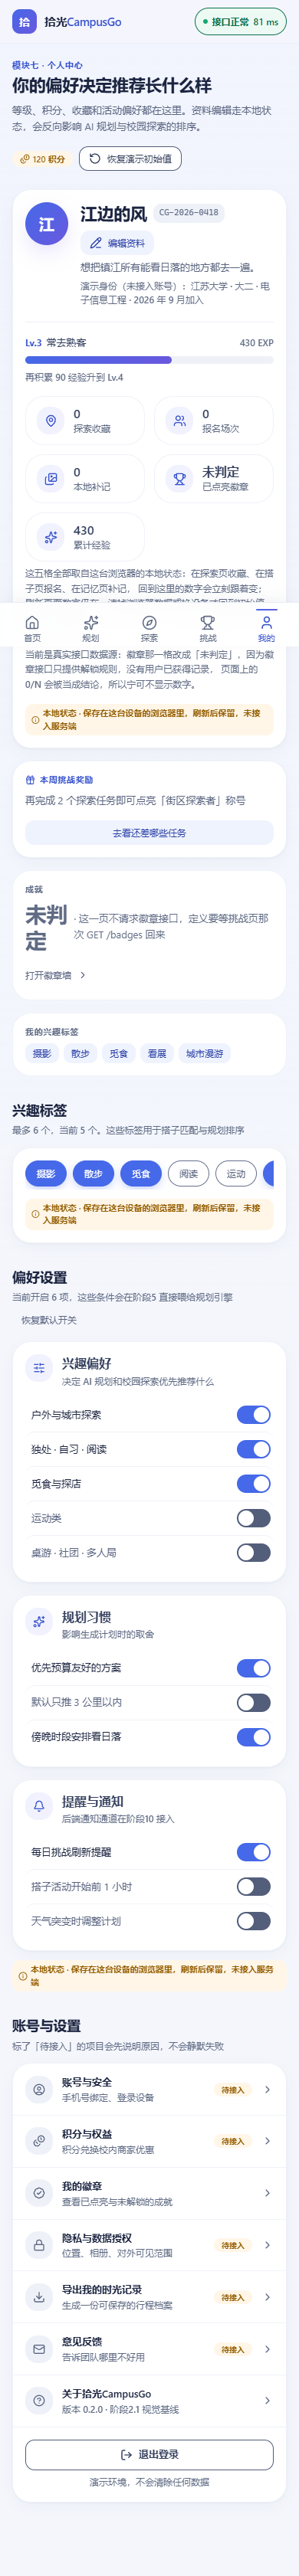 拾 拾光CampusGo 接口正常 81 ms
模块七 · 个人中心
你的偏好决定推荐长什么样
等级、积分、收藏和活动偏好都在这里。资料编辑走本地状
态，会反向影响 AI 规划与校园探索的排序。
120 积分 恢复演示初始值
江 江边的风 CG-2026-0418
编辑资料
想把镇江所有能看日落的地方都去一遍。
演示身份（未接入账号）：江苏大学 · 大二 · 电
子信息工程 · 2026 年 9 月加入
Lv.3 常去熟客 430 EXP
再积累 90 经验升到 Lv.4
0 探索收藏
0 报名场次
0 本地补记
未判定 已点亮徽章
430 累计经验
这五格全部取自这台浏览器的本地状态：在探索页收藏、在搭
子页报名、在记忆页补记， 回到这里的数字会立刻跟着变；
首页 规划 探索 挑战 我的
当前是真实接口数据源：徽章那一格改成「未判定」，因为徽
章接口只提供解锁规则，没有用户已获得记录， 页面上的
0/N 会被当成结论，所以宁可不显示数字。
本地状态 · 保存在这台设备的浏览器里，刷新后保留，未接
入服务端
本周挑战奖励
再完成 2 个探索任务即可点亮「街区探索者」称号
去看还差哪些任务
成就
未判定 · 这一页不请求徽章接口，定义要等挑战页那
次 GET /badges 回来
打开徽章墙
我的兴趣标签
摄影 散步 觅食 看展 城市漫游
兴趣标签
最多 6 个，当前 5 个。这些标签用于搭子匹配与规划排序
摄影 散步 觅食 阅读 运动
本地状态 · 保存在这台设备的浏览器里，刷新后保留，未接
入服务端
偏好设置
当前开启 6 项，这些条件会在阶段5 直接喂给规划引擎
恢复默认开关
兴趣偏好
决定 AI 规划和校园探索优先推荐什么
户外与城市探索
独处 · 自习 · 阅读
觅食与探店
运动类
桌游 · 社团 · 多人局
规划习惯
影响生成计划时的取舍
优先预算友好的方案
默认只推 3 公里以内
傍晚时段安排看日落
提醒与通知
后端通知通道在阶段10 接入
每日挑战刷新提醒
搭子活动开始前 1 小时
天气突变时调整计划
本地状态 · 保存在这台设备的浏览器里，刷新后保留，未接入服务
端
账号与设置
标了「待接入」的项目会先说明原因，不会静默失败
账号与安全 待接入
手机号绑定、登录设备
积分与权益 待接入
积分兑换校内商家优惠
我的徽章
查看已点亮与未解锁的成就
隐私与数据授权 待接入
位置、相册、对外可见范围
导出我的时光记录 待接入
生成一份可保存的行程档案
意见反馈 待接入
告诉团队哪里不好用
关于拾光CampusGo
版本 0.2.0 · 阶段2.1 视觉基线
退出登录
演示环境，不会清除任何数据